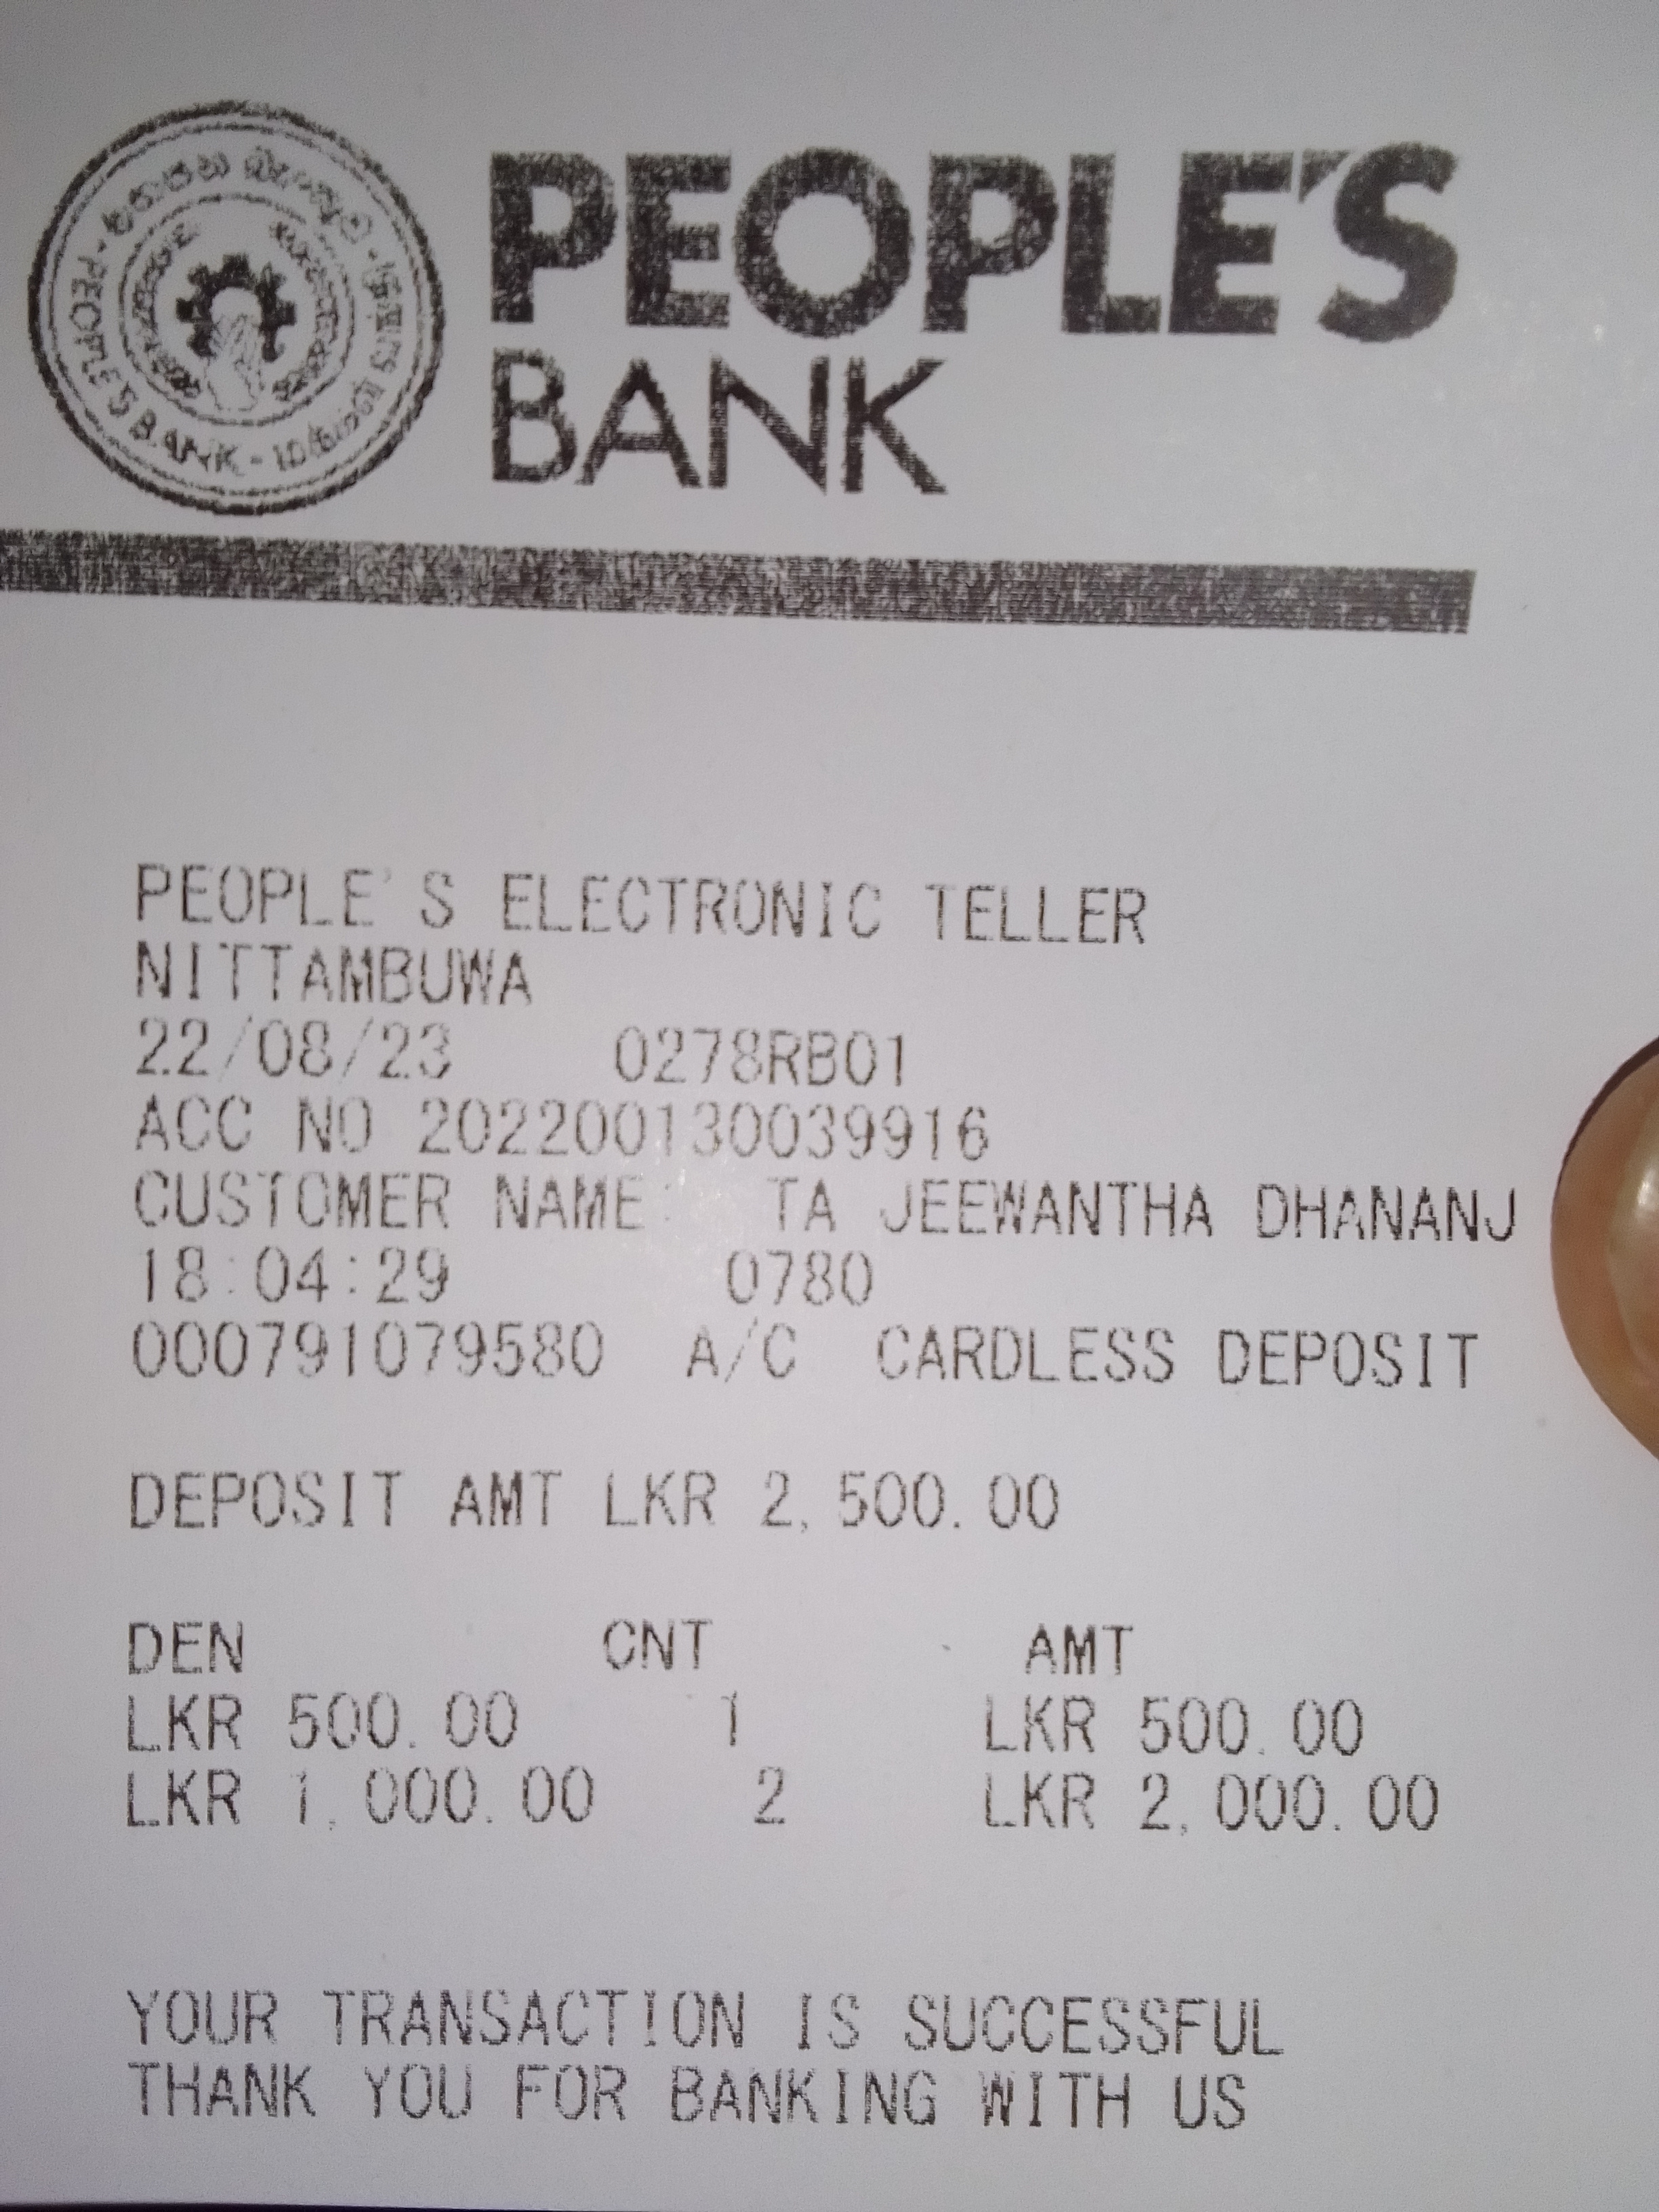 PEOPLE'S BANK
PEOPLE'S
BANK
PEOPLE'S ELECTRONIC TELLER
NITTAMBUWA
22/08/23 0278RB01
ACC NO 202200130039916
CUSTOMER NAME: TA JEEWANTHA DHANANJ
18:04:29 0780
000791079580 A/C CARDLESS DEPOSIT
DEPOSIT AMT LKR 2,500.00
DEN CNT AMT
LKR 500.00 1 LKR 500.00
LKR 1,000.00 2 LKR 2,000.00
YOUR TRANSACTION IS SUCCESSFUL
THANK YOU FOR BANKING WITH US